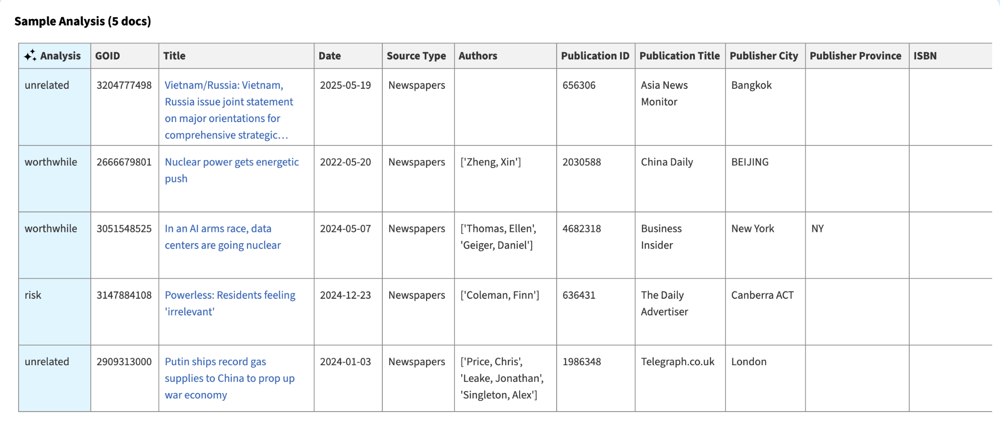 Sample Analysis (5 docs)
Analysis GOID Title Date Source Type Authors Publication ID Publication Title Publisher City Publisher Province ISBN
unrelated 3204777498 Vietnam/Russia: Vietnam, 2025-05-19 Newspapers 656306 Asia News Bangkok
Russia issue joint statement Monitor
on major orientations for
comprehensive strategic…
worthwhile 2666679801 Nuclear power gets energetic 2022-05-20 Newspapers ['Zheng, Xin'] 2030588 China Daily BEIJING
push
worthwhile 3051548525 In an AI arms race, data 2024-05-07 Newspapers ['Thomas, Ellen', 4682318 Business New York NY
centers are going nuclear 'Geiger, Daniel'] Insider
risk 3147884108 Powerless: Residents feeling 2024-12-23 Newspapers ['Coleman, Finn'] 636431 The Daily Canberra ACT
'irrelevant' Advertiser
unrelated 2909313000 Putin ships record gas 2024-01-03 Newspapers ['Price, Chris', 1986348 Telegraph.co.uk London
supplies to China to prop up 'Leake, Jonathan',
war economy 'Singleton, Alex']